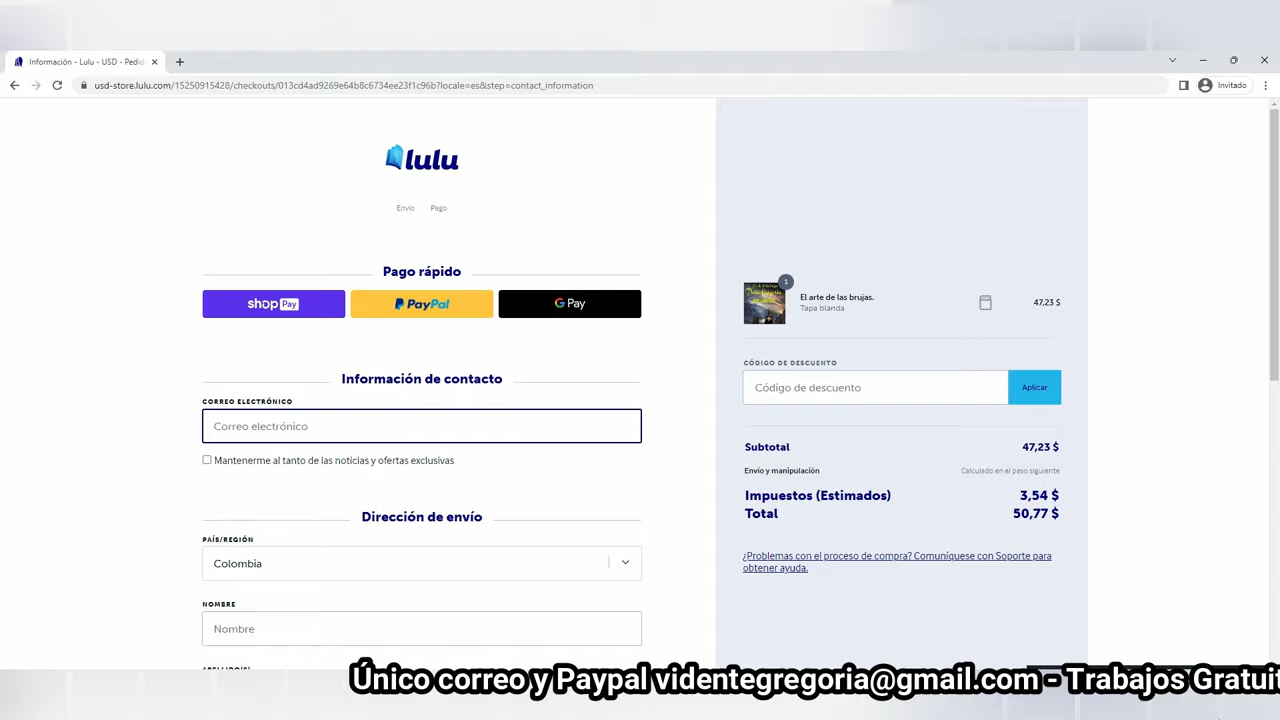 Información - Lulu - USD - Pedid
usd-store.lulu.com/15250915428/checkouts/013cd4ad9269e64b8c6734ee23f1c96b?locale=es&step=contact_information
Invitado
lulu
Envío Pago
Pago rápido
shop Pay
PayPal
G Pay
Información de contacto
CORREO ELECTRÓNICO
Correo electrónico
Mantenerme al tanto de las noticias y ofertas exclusivas
Dirección de envío
PAÍS/REGIÓN
Colombia
NOMBRE
Nombre
1
El arte de las brujas.
Tapa blanda
47,23 $
CÓDIGO DE DESCUENTO
Código de descuento
Aplicar
Subtotal 47,23 $
Envío y manipulación Calculado en el paso siguiente
Impuestos (Estimados) 3,54 $
Total 50,77 $
¿Problemas con el proceso de compra? Comuníquese con Soporte para
obtener ayuda.
Único correo y Paypal videntegregoria@gmail.com - Trabajos Gratuit